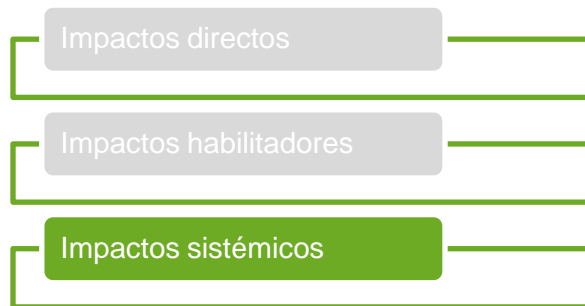 Impactos directos
Impactos habilitadores
Impactos sistémicos